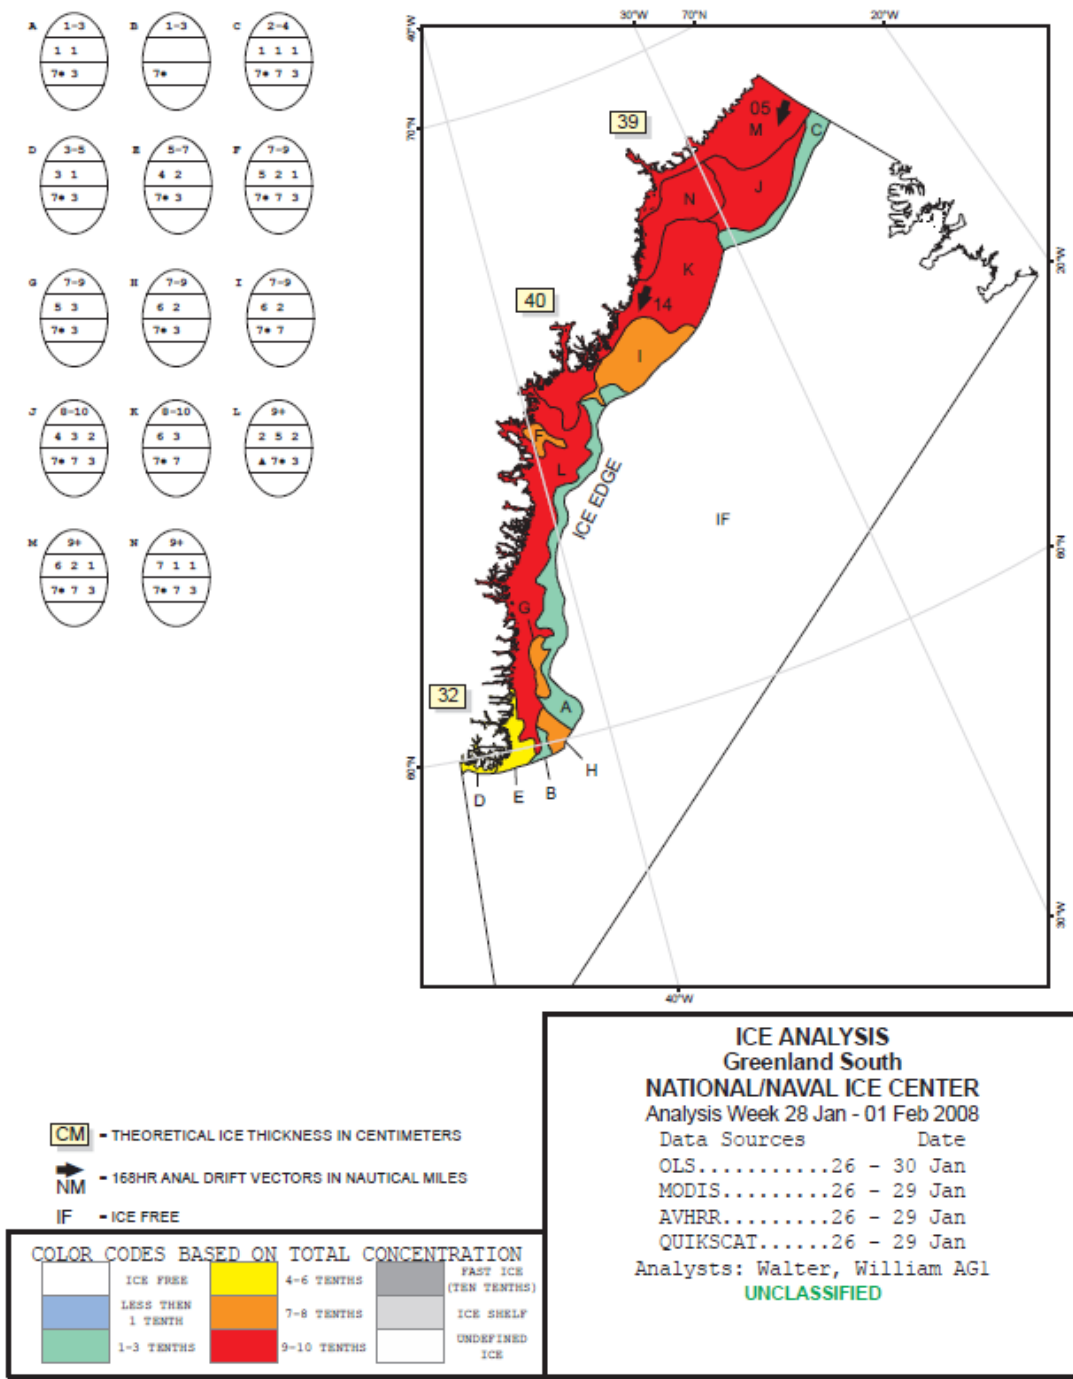 A 1-3
1 1
7• 3
B 1-3
7•
C 2-4
1 1 1
7• 7 3
D 3-5
3 1
7• 3
E 5-7
4 2
7• 3
F 7-9
5 2 1
7• 7 3
G 7-9
5 3
7• 3
H 7-9
6 2
7• 3
I 7-9
6 2
7• 7
J 8-10
4 3 2
7• 7 3
K 8-10
6 3
7• 7
L 9+
2 5 2
▲ 7• 3
M 9+
6 2 1
7• 7 3
N 9+
7 1 1
7• 7 3
40°W
30°W
70°N
20°W
70°N
20°W
60°N
30°W
40°W
60°N
39
40
32
05
M
C
J
N
K
14
I
F
L
ICE EDGE
IF
G
A
H
B
E
D
CM - THEORETICAL ICE THICKNESS IN CENTIMETERS
NM - 168HR ANAL DRIFT VECTORS IN NAUTICAL MILES
IF - ICE FREE
COLOR CODES BASED ON TOTAL CONCENTRATION
ICE FREE
LESS THEN
1 TENTH
1-3 TENTHS
4-6 TENTHS
7-8 TENTHS
9-10 TENTHS
FAST ICE
(TEN TENTHS)
ICE SHELF
UNDEFINED
ICE
ICE ANALYSIS
Greenland South
NATIONAL/NAVAL ICE CENTER
Analysis Week 28 Jan - 01 Feb 2008
Data Sources Date
OLS...........26 - 30 Jan
MODIS.........26 - 29 Jan
AVHRR.........26 - 29 Jan
QUIKSCAT......26 - 29 Jan
Analysts: Walter, William AG1
UNCLASSIFIED